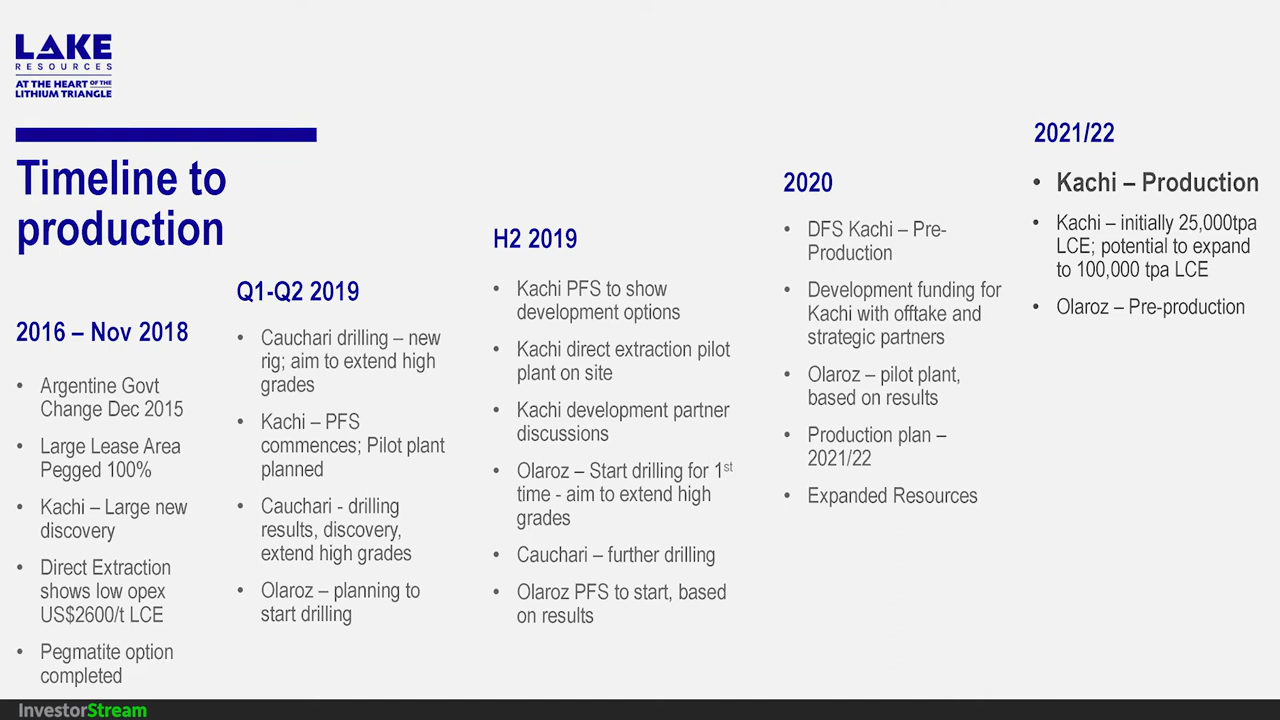 LAKE
RESOURCES
AT THE HEART OF THE
LITHIUM TRIANGLE
Timeline to
production
2016 – Nov 2018
• Argentine Govt
Change Dec 2015
• Large Lease Area
Pegged 100%
• Kachi – Large new
discovery
• Direct Extraction
shows low opex
US$2600/t LCE
• Pegmatite option
completed
Q1-Q2 2019
• Cauchari drilling – new
rig; aim to extend high
grades
• Kachi – PFS
commences; Pilot plant
planned
• Cauchari - drilling
results, discovery,
extend high grades
• Olaroz – planning to
start drilling
H2 2019
• Kachi PFS to show
development options
• Kachi direct extraction pilot
plant on site
• Kachi development partner
discussions
• Olaroz – Start drilling for 1st
time - aim to extend high
grades
• Cauchari – further drilling
• Olaroz PFS to start, based
on results
2020
• DFS Kachi – Pre-
Production
• Development funding for
Kachi with offtake and
strategic partners
• Olaroz – pilot plant,
based on results
• Production plan –
2021/22
• Expanded Resources
2021/22
• Kachi – Production
• Kachi – initially 25,000tpa
LCE; potential to expand
to 100,000 tpa LCE
• Olaroz – Pre-production
InvestorStream